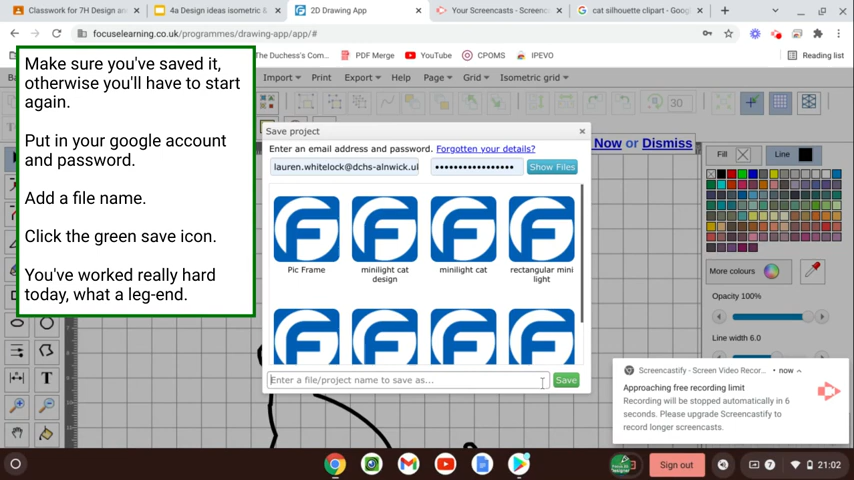 Classwork for 7H Design and
4a Design ideas isometric &
2D Drawing App
Your Screencasts - Screencas
cat silhouette clipart - Goog
focuselearning.co.uk/programmes/drawing-app/app/#
The Duchess's Com...
PDF Merge
YouTube
CPOMS
IPEVO
Reading list
Import
Print
Export
Help
Page
Grid
Isometric grid
30
Make sure you've saved it,
otherwise you'll have to start
again.
Put in your google account
and password.
Add a file name.
Click the green save icon.
You've worked really hard
today, what a leg-end.
Save project
Enter an email address and password. Forgotten your details?
lauren.whitelock@dchs-alnwick.ul
Show Files
Pic Frame
minilight cat
design
minilight cat
rectangular mini
light
Enter a file/project name to save as...
Save
Now or Dismiss
Fill
Line
More colours
Opacity 100%
Line width 6.0
Screencastify - Screen Video Recor...
now
Approaching free recording limit
Recording will be stopped automatically in 6
seconds. Please upgrade Screencastify to
record longer screencasts.
Sign out
21:02